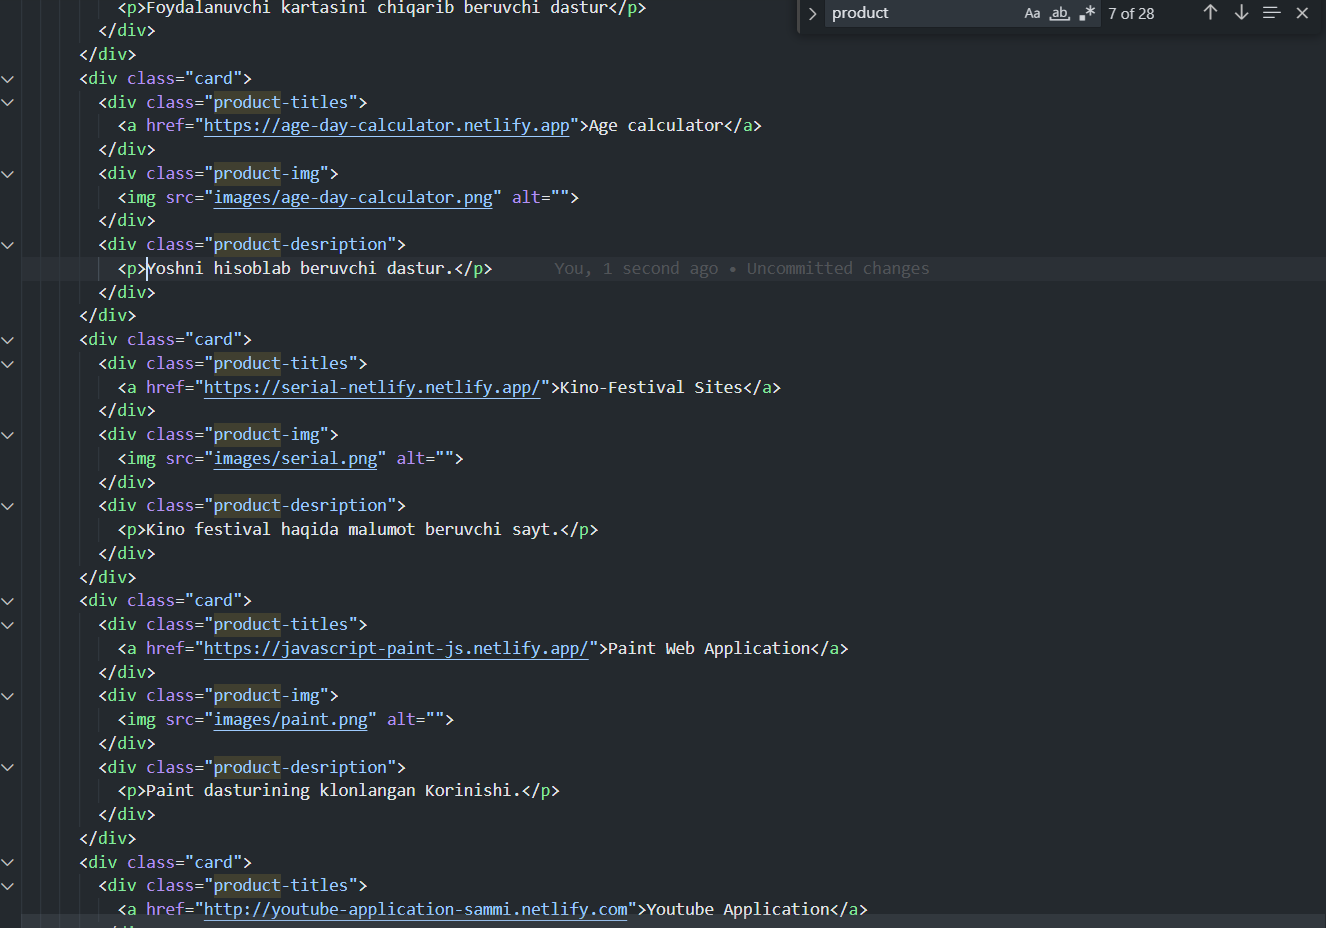 <p>Foydalanuvchi kartasini chiqarib beruvchi dastur</p>
product Aa ab .* 7 of 28
</div>
</div>
<div class="card">
<div class="product-titles">
<a href="https://age-day-calculator.netlify.app">Age calculator</a>
</div>
<div class="product-img">
<img src="images/age-day-calculator.png" alt="">
</div>
<div class="product-desription">
<p>Yoshni hisoblab beruvchi dastur.</p> You, 1 second ago • Uncommitted changes
</div>
</div>
<div class="card">
<div class="product-titles">
<a href="https://serial-netlify.netlify.app/">Kino-Festival Sites</a>
</div>
<div class="product-img">
<img src="images/serial.png" alt="">
</div>
<div class="product-desription">
<p>Kino festival haqida malumot beruvchi sayt.</p>
</div>
</div>
<div class="card">
<div class="product-titles">
<a href="https://javascript-paint-js.netlify.app/">Paint Web Application</a>
</div>
<div class="product-img">
<img src="images/paint.png" alt="">
</div>
<div class="product-desription">
<p>Paint dasturining klonlangan Korinishi.</p>
</div>
</div>
<div class="card">
<div class="product-titles">
<a href="http://youtube-application-sammi.netlify.com">Youtube Application</a>